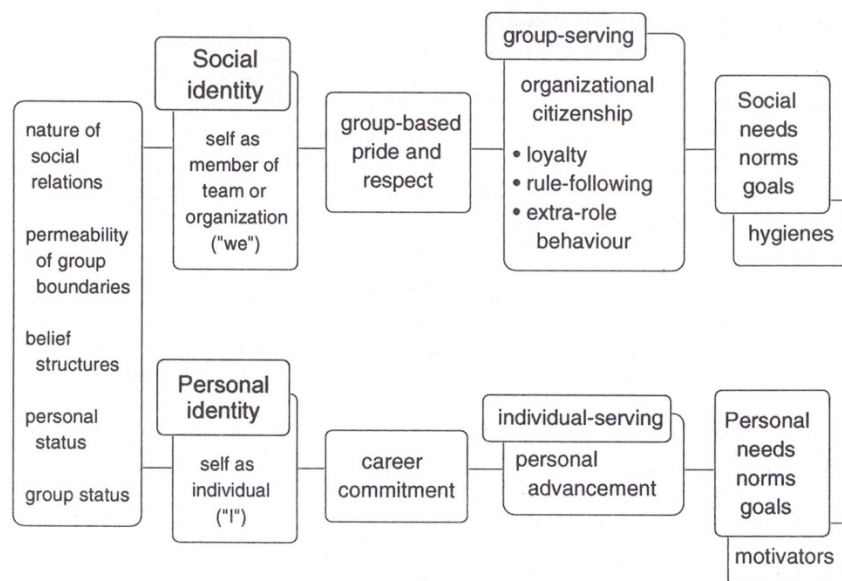 nature of
social
relations
permeability
of group
boundaries
belief
structures
personal
status
group status
Social
identity
self as
member of
team or
organization
("we")
group-based
pride and
respect
group-serving
organizational
citizenship
• loyalty
• rule-following
• extra-role
behaviour
Social
needs
norms
goals
hygienes
Personal
identity
self as
individual
("I")
career
commitment
individual-serving
personal
advancement
Personal
needs
norms
goals
motivators